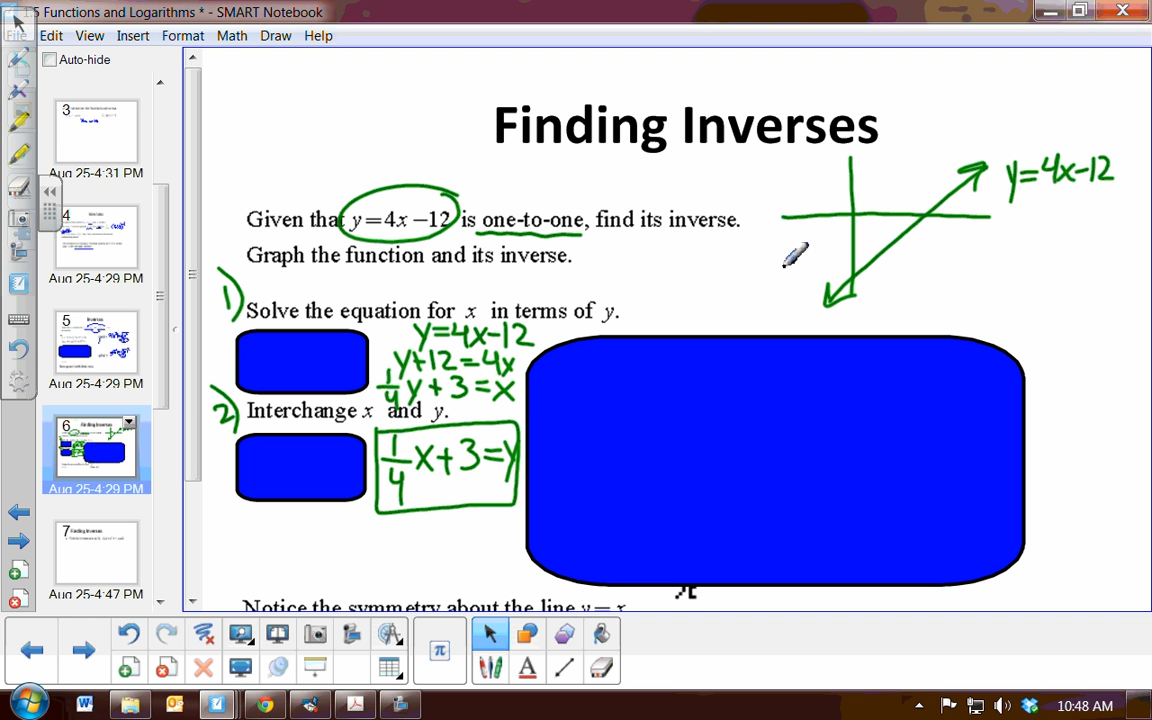 1.5 Functions and Logarithms * - SMART Notebook
File Edit View Insert Format Math Draw Help
Auto-hide
3
Aug 25-4:31 PM
4
Aug 25-4:29 PM
5
Inverses
Aug 25-4:29 PM
6
Finding Inverses
Aug 25-4:29 PM
7
Finding Inverses
Aug 25-4:47 PM
Finding Inverses
y=4x-12
Given that y=4x-12 is one-to-one, find its inverse.
Graph the function and its inverse.
1) Solve the equation for x in terms of y.
y=4x-12
y+12=4x
1/4 y+3=x
2) Interchange x and y.
1/4 x+3=y
Notice the symmetry about the line y=x
π
A
10:48 AM